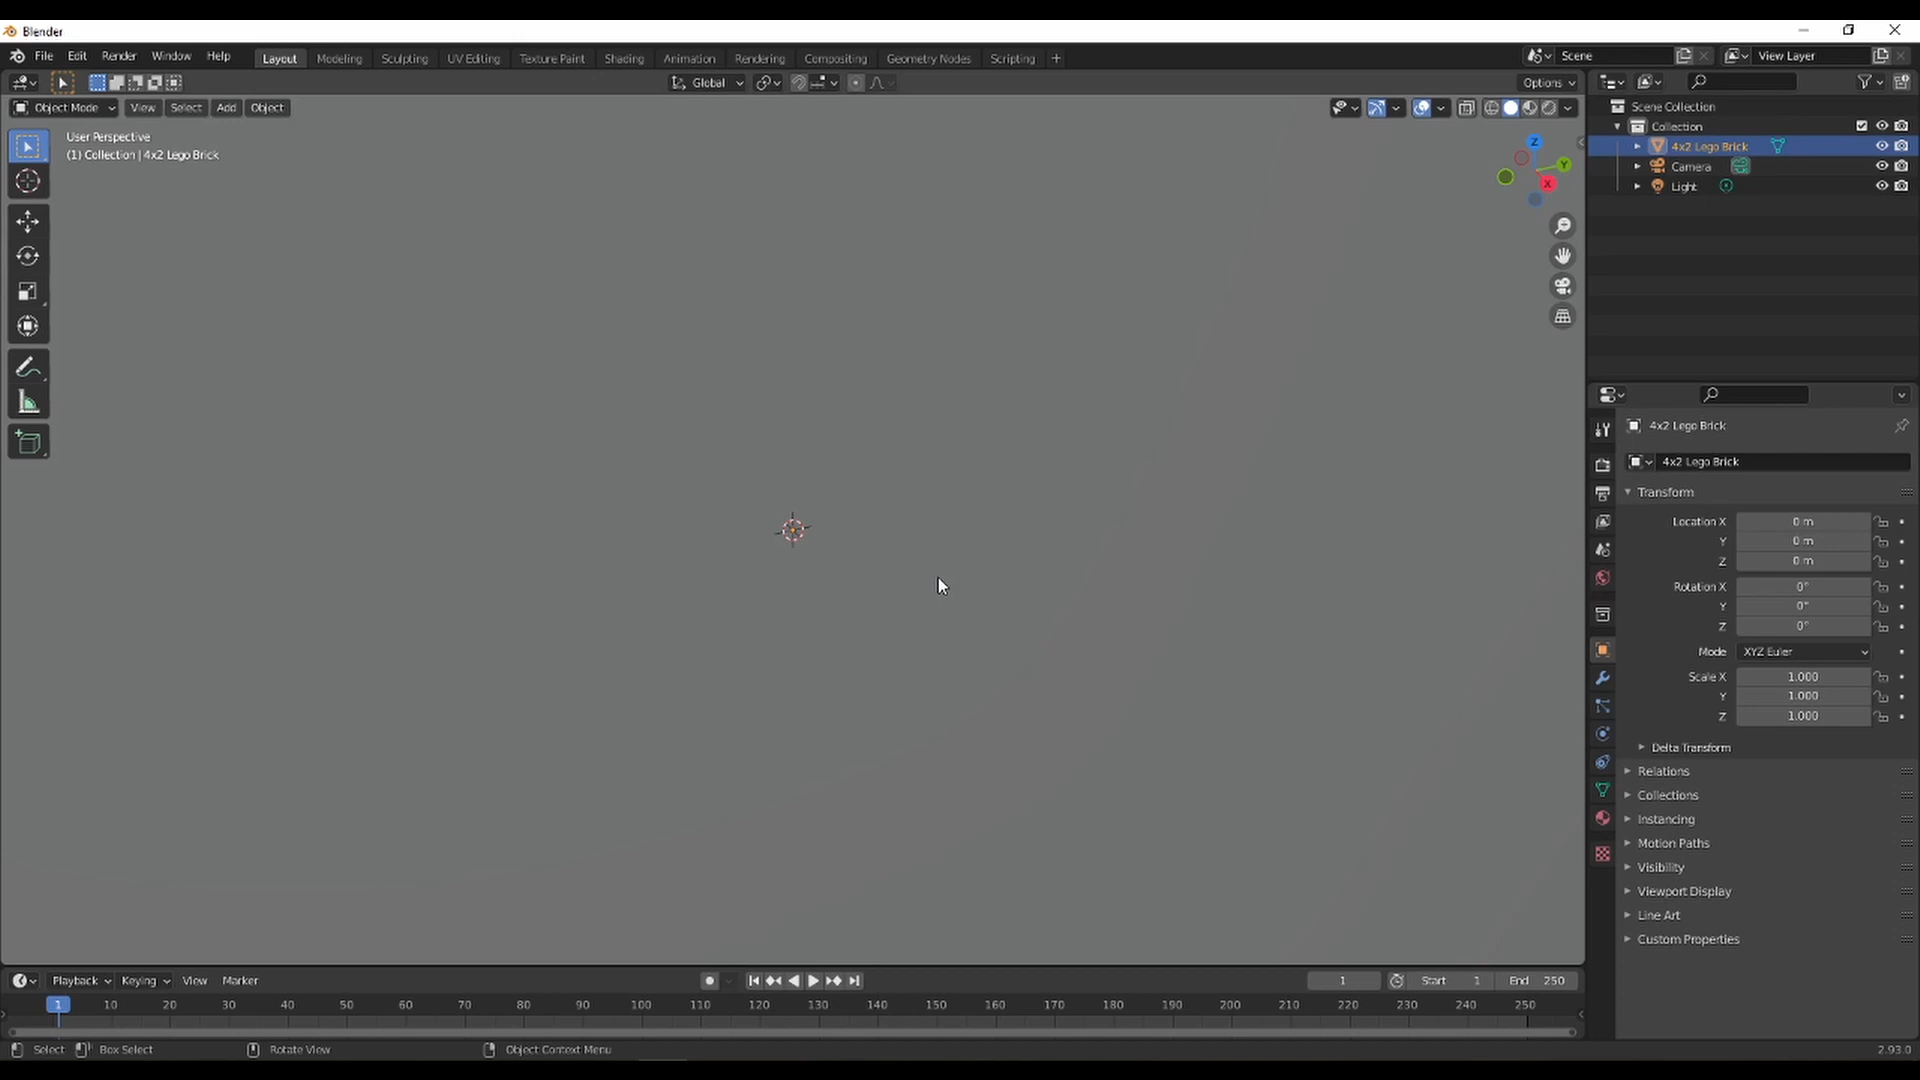 Blender
File Edit Render Window Help Layout Modeling Sculpting UV Editing Texture Paint Shading Animation Rendering Compositing Geometry Nodes Scripting + Scene View Layer
Global Options
Object Mode View Select Add Object
User Perspective
(1) Collection | 4x2 Lego Brick
Z
Y
X
Scene Collection
Collection
4x2 Lego Brick
Camera
Light
4x2 Lego Brick
4x2 Lego Brick
Transform
Location X 0 m
Y 0 m
Z 0 m
Rotation X 0°
Y 0°
Z 0°
Mode XYZ Euler
Scale X 1.000
Y 1.000
Z 1.000
Delta Transform
Relations
Collections
Instancing
Motion Paths
Visibility
Viewport Display
Line Art
Custom Properties
Playback Keying View Marker 1 Start 1 End 250
1 10 20 30 40 50 60 70 80 90 100 110 120 130 140 150 160 170 180 190 200 210 220 230 240 250
Select Box Select Rotate View Object Context Menu 2.93.0